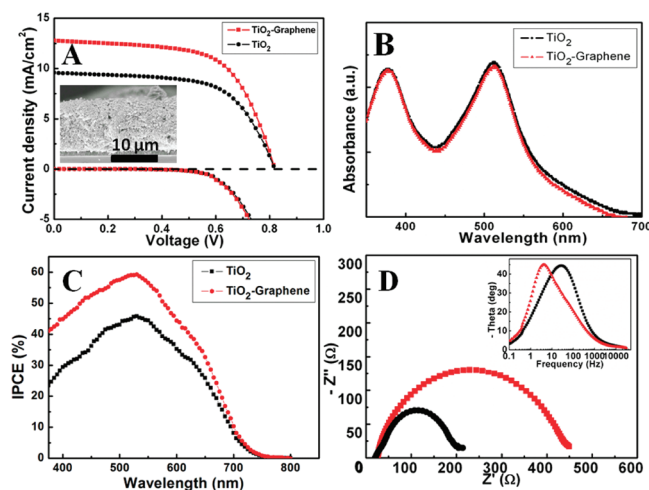 A
TiO2-Graphene
TiO2
Current density (mA/cm2)
15
10
5
0
-5
10 µm
0.0 0.2 0.4 0.6 0.8 1.0
Voltage (V)
B
TiO2
TiO2-Graphene
Absorbance (a.u.)
400 500 600 700
Wavelength (nm)
C
TiO2
TiO2-Graphene
IPCE (%)
60
50
40
30
20
10
0
400 500 600 700 800
Wavelength (nm)
D
- Z'' (Ω)
300
250
200
150
100
50
0
0 100 200 300 400 500 600
Z' (Ω)
- Theta (deg)
40
30
20
10
0
0.1 1 10 100 1000 10000
Frequency (Hz)